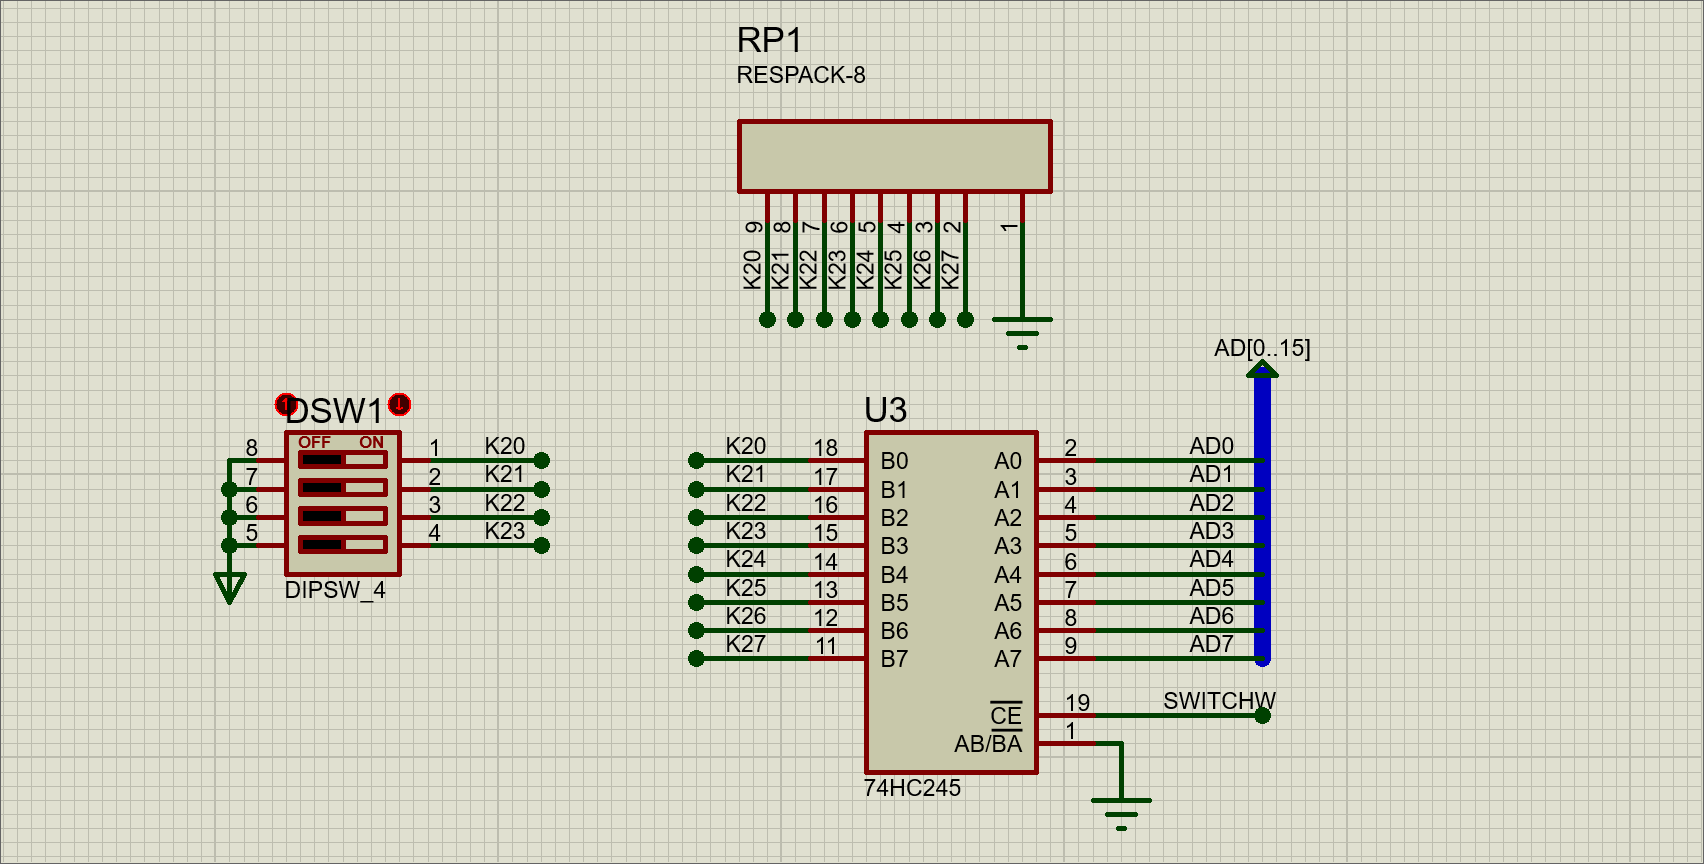 RP1
RESPACK-8
9 8 7 6 5 4 3 2 1
K20 K21 K22 K23 K24 K25 K26 K27
AD[0..15]
DSW1
OFF ON
8 1 K20
7 2 K21
6 3 K22
5 4 K23
DIPSW_4
U3
K20 18 B0 A0 2 AD0
K21 17 B1 A1 3 AD1
K22 16 B2 A2 4 AD2
K23 15 B3 A3 5 AD3
K24 14 B4 A4 6 AD4
K25 13 B5 A5 7 AD5
K26 12 B6 A6 8 AD6
K27 11 B7 A7 9 AD7
CE 19 SWITCHW
AB/BA 1
74HC245